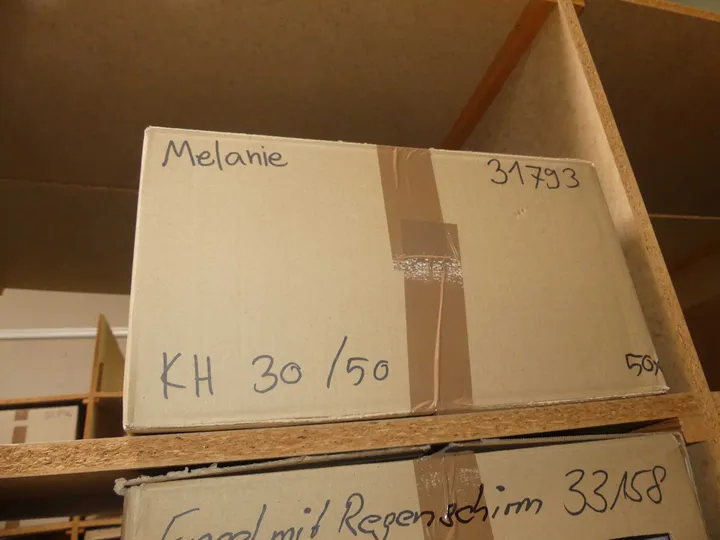 Melanie 31793
KH 30/50 50x
mit Regenschirm 33158